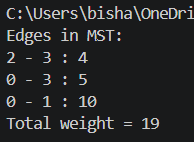 C:\Users\bisha\OneDri
Edges in MST:
2 - 3 : 4
0 - 3 : 5
0 - 1 : 10
Total weight = 19